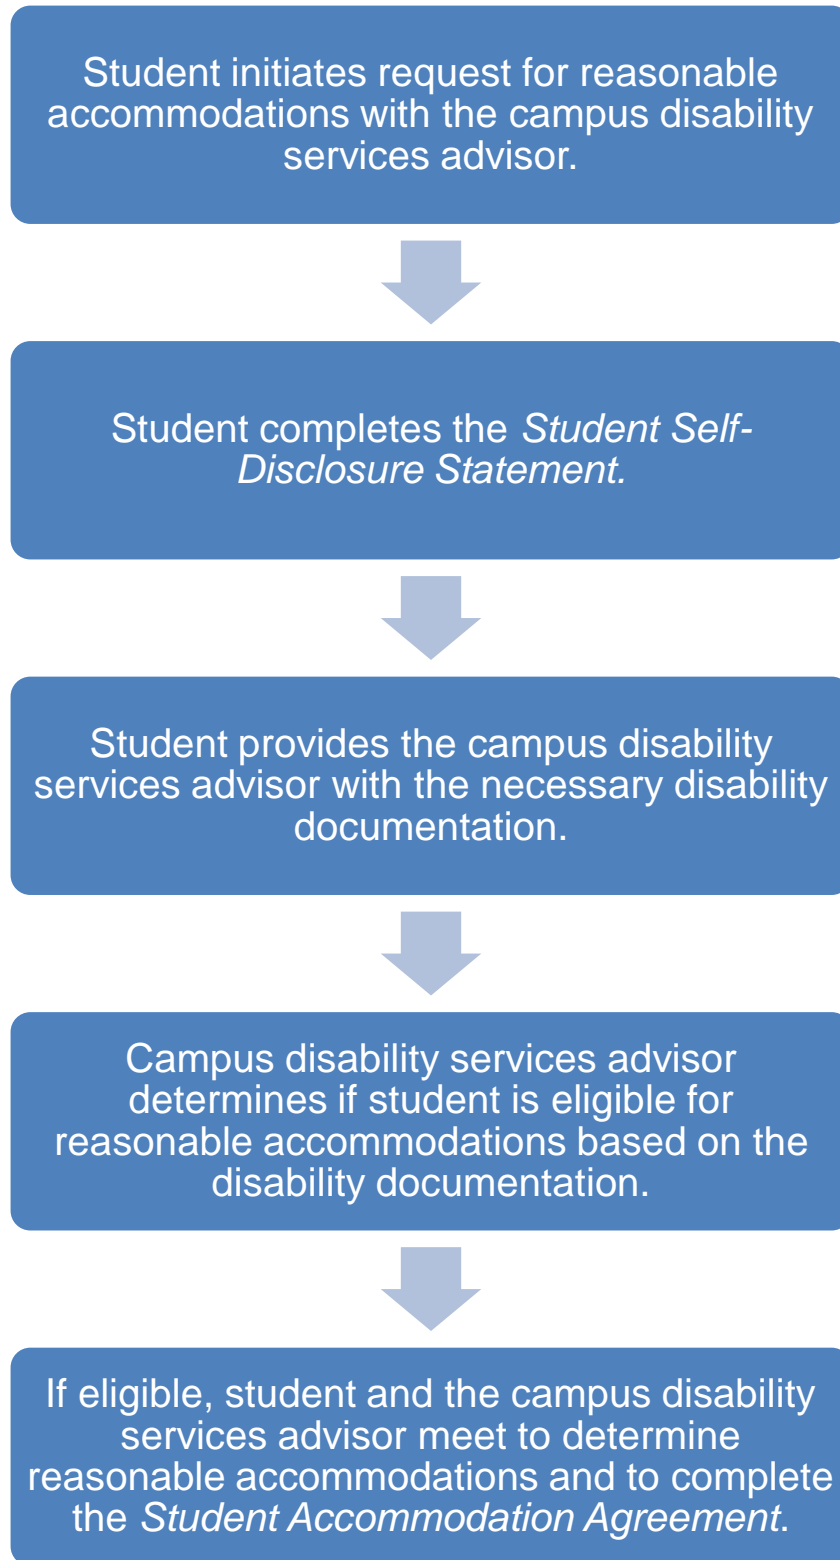 Student initiates request for reasonable
accommodations with the campus disability
services advisor.
Student completes the Student Self-
Disclosure Statement.
Student provides the campus disability
services advisor with the necessary disability
documentation.
Campus disability services advisor
determines if student is eligible for
reasonable accommodations based on the
disability documentation.
If eligible, student and the campus disability
services advisor meet to determine
reasonable accommodations and to complete
the Student Accommodation Agreement.